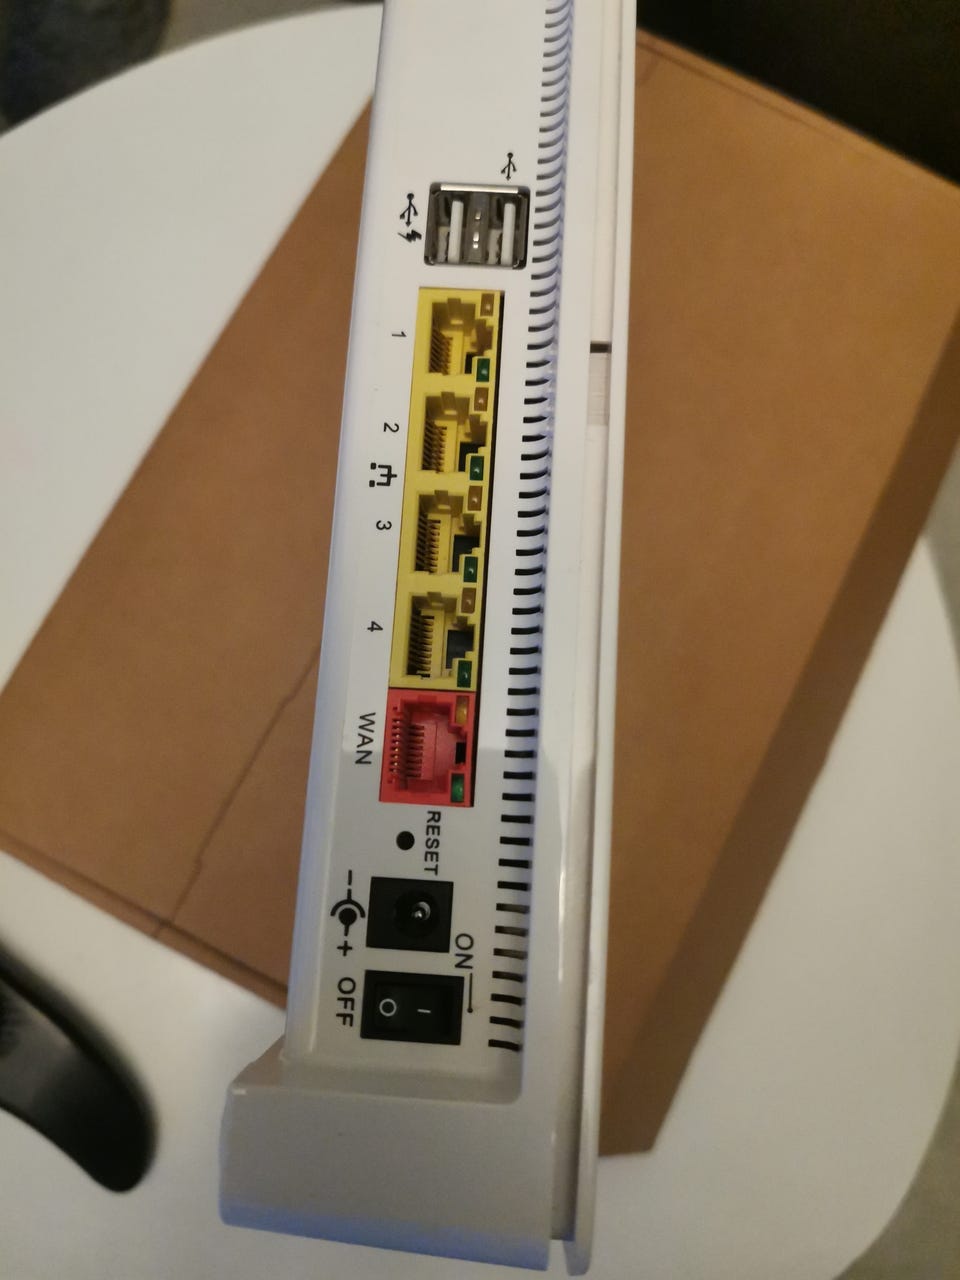 1
2
3
4
WAN
RESET
- +
ON
OFF
O I